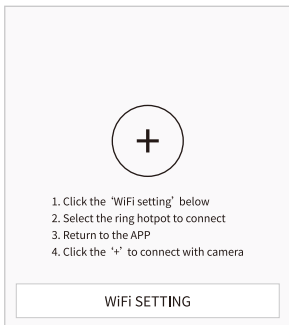 +
1. Click the ‘WiFi setting’ below
2. Select the ring hotpot to connect
3. Return to the APP
4. Click the ‘+’ to connect with camera
WiFi SETTING